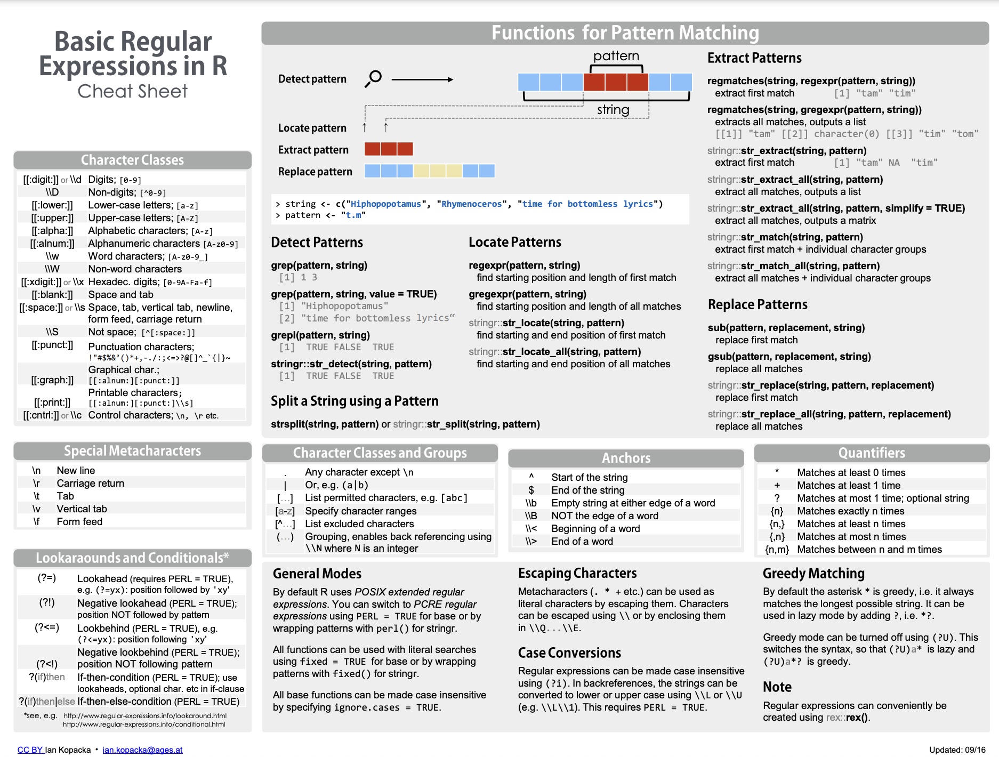 Basic Regular
Expressions in R
Cheat Sheet
Functions for Pattern Matching
Detect pattern
pattern
string
Locate pattern
Extract pattern
Replace pattern
> string <- c("Hiphopopotamus", "Rhymenoceros", "time for bottomless lyrics")
> pattern <- "t.m"
Detect Patterns
grep(pattern, string)
[1] 1 3
grep(pattern, string, value = TRUE)
[1] "Hiphopopotamus"
[2] "time for bottomless lyrics“
grepl(pattern, string)
[1] TRUE FALSE TRUE
stringr::str_detect(string, pattern)
[1] TRUE FALSE TRUE
Split a String using a Pattern
strsplit(string, pattern) or stringr::str_split(string, pattern)
Locate Patterns
regexpr(pattern, string)
find starting position and length of first match
gregexpr(pattern, string)
find starting position and length of all matches
stringr::str_locate(string, pattern)
find starting and end position of first match
stringr::str_locate_all(string, pattern)
find starting and end position of all matches
Extract Patterns
regmatches(string, regexpr(pattern, string))
extract first match [1] "tam" "tim"
regmatches(string, gregexpr(pattern, string))
extracts all matches, outputs a list
[[1]] "tam" [[2]] character(0) [[3]] "tim" "tom"
stringr::str_extract(string, pattern)
extract first match [1] "tam" NA "tim"
stringr::str_extract_all(string, pattern)
extract all matches, outputs a list
stringr::str_extract_all(string, pattern, simplify = TRUE)
extract all matches, outputs a matrix
stringr::str_match(string, pattern)
extract first match + individual character groups
stringr::str_match_all(string, pattern)
extract all matches + individual character groups
Replace Patterns
sub(pattern, replacement, string)
replace first match
gsub(pattern, replacement, string)
replace all matches
stringr::str_replace(string, pattern, replacement)
replace first match
stringr::str_replace_all(string, pattern, replacement)
replace all matches
Character Classes
[[:digit:]] or \\d Digits; [0-9]
\\D Non-digits; [^0-9]
[[:lower:]] Lower-case letters; [a-z]
[[:upper:]] Upper-case letters; [A-Z]
[[:alpha:]] Alphabetic characters; [A-z]
[[:alnum:]] Alphanumeric characters [A-z0-9]
\\w Word characters; [A-z0-9_]
\\W Non-word characters
[[:xdigit:]] or \\x Hexadec. digits; [0-9A-Fa-f]
[[:blank:]] Space and tab
[[:space:]] or \\s Space, tab, vertical tab, newline,
form feed, carriage return
\\S Not space; [^[:space:]]
[[:punct:]] Punctuation characters;
!"#$%&’()*+,-./:;<=>?@[]^_`{|}~
[[:graph:]] Graphical char.;
[[:alnum:][:punct:]]
[[:print:]] Printable characters;
[[:alnum:][:punct:]\\s]
[[:cntrl:]] or \\c Control characters; \n, \r etc.
Special Metacharacters
\n New line
\r Carriage return
\t Tab
\v Vertical tab
\f Form feed
Lookaraounds and Conditionals*
(?=) Lookahead (requires PERL = TRUE),
e.g. (?=yx): position followed by 'xy'
(?!) Negative lookahead (PERL = TRUE);
position NOT followed by pattern
(?<=) Lookbehind (PERL = TRUE), e.g.
(?<=yx): position following 'xy'
(?<!) Negative lookbehind (PERL = TRUE);
position NOT following pattern
?(if)then If-then-condition (PERL = TRUE); use
lookaheads, optional char. etc in if-clause
?(if)then|else If-then-else-condition (PERL = TRUE)
*see, e.g. http://www.regular-expressions.info/lookaround.html
http://www.regular-expressions.info/conditional.html
Character Classes and Groups
. Any character except \n
| Or, e.g. (a|b)
[...] List permitted characters, e.g. [abc]
[a-z] Specify character ranges
[^...] List excluded characters
(...) Grouping, enables back referencing using
\\N where N is an integer
Anchors
^ Start of the string
$ End of the string
\\b Empty string at either edge of a word
\\B NOT the edge of a word
\\< Beginning of a word
\\> End of a word
Quantifiers
* Matches at least 0 times
+ Matches at least 1 time
? Matches at most 1 time; optional string
{n} Matches exactly n times
{n,} Matches at least n times
{,n} Matches at most n times
{n,m} Matches between n and m times
General Modes
By default R uses POSIX extended regular
expressions. You can switch to PCRE regular
expressions using PERL = TRUE for base or by
wrapping patterns with perl() for stringr.
All functions can be used with literal searches
using fixed = TRUE for base or by wrapping
patterns with fixed() for stringr.
All base functions can be made case insensitive
by specifying ignore.cases = TRUE.
Escaping Characters
Metacharacters (. * + etc.) can be used as
literal characters by escaping them. Characters
can be escaped using \\ or by enclosing them
in \\Q...\\E.
Case Conversions
Regular expressions can be made case insensitive
using (?i). In backreferences, the strings can be
converted to lower or upper case using \\L or \\U
(e.g. \\L\\1). This requires PERL = TRUE.
Greedy Matching
By default the asterisk * is greedy, i.e. it always
matches the longest possible string. It can be
used in lazy mode by adding ?, i.e. *?.
Greedy mode can be turned off using (?U). This
switches the syntax, so that (?U)a* is lazy and
(?U)a*? is greedy.
Note
Regular expressions can conveniently be
created using rex::rex().
CC BY Ian Kopacka • ian.kopacka@ages.at
Updated: 09/16